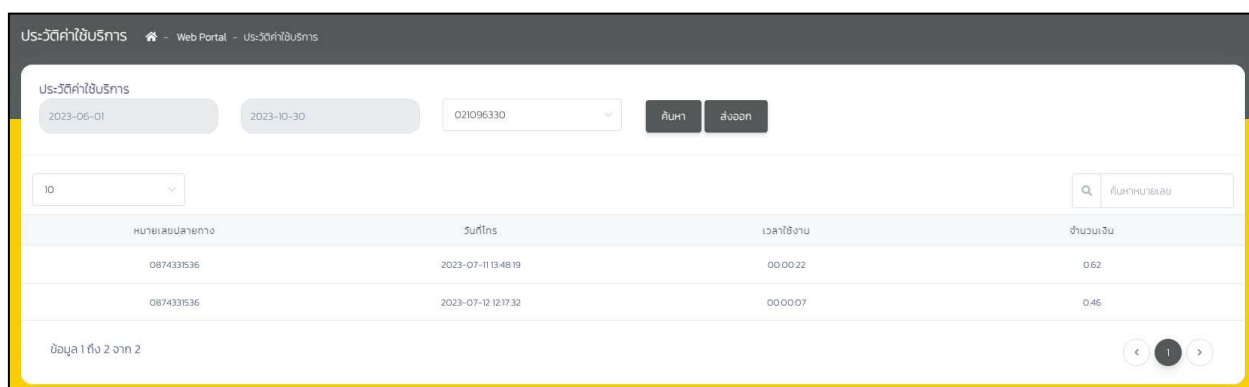 ประวัติค่าใช้บริการ - Web Portal - ประวัติค่าใช้บริการ
ประวัติค่าใช้บริการ
2023-06-01 2023-10-30 021096330 ค้นหา ส่งออก
10 ค้นหาหมายเลข
หมายเลขปลายทาง วันที่โทร เวลาใช้งาน จำนวนเงิน
0874331536 2023-07-11 13:48:19 00:00:22 0.62
0874331536 2023-07-12 12:17:32 00:00:07 0.46
ข้อมูล 1 ถึง 2 จาก 2 < 1 >